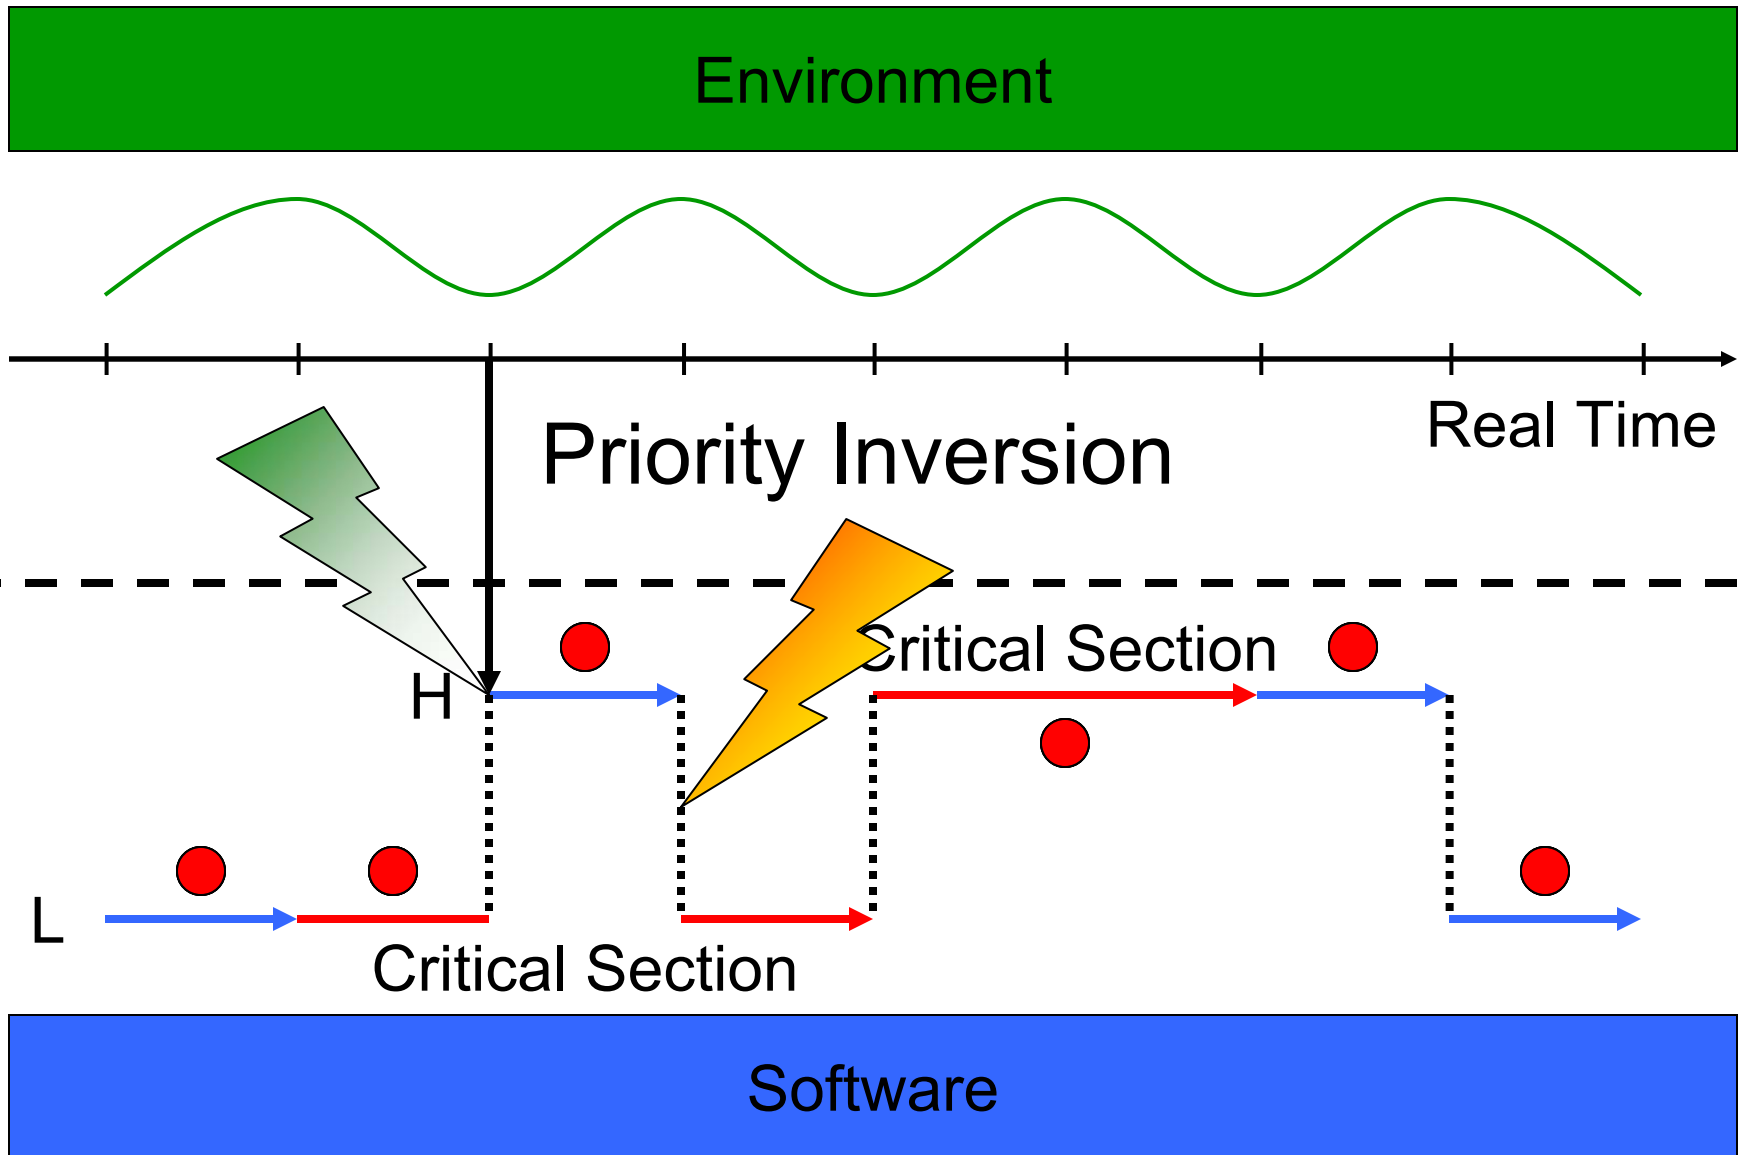 Environment
Real Time
Priority Inversion
Critical Section
H
L
Critical Section
Software